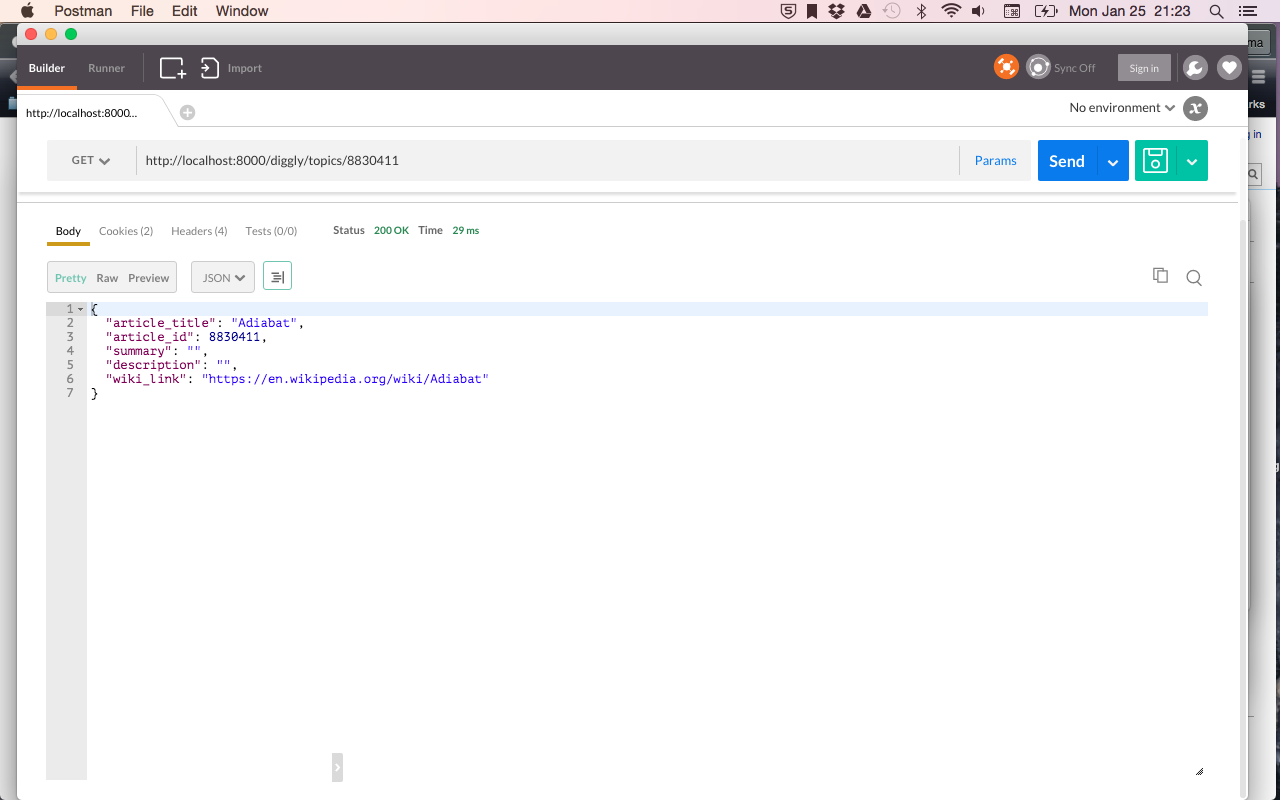 Postman File Edit Window Mon Jan 25 21:23
ma
Builder Runner Import Sync Off Sign in
rks
http://localhost:8000... No environment
in
GET http://localhost:8000/diggly/topics/8830411 Params Send
Body Cookies (2) Headers (4) Tests (0/0) Status 200 OK Time 29 ms
Pretty Raw Preview JSON
1 {
2 "article_title": "Adiabat",
3 "article_id": 8830411,
4 "summary": "",
5 "description": "",
6 "wiki_link": "https://en.wikipedia.org/wiki/Adiabat"
7 }